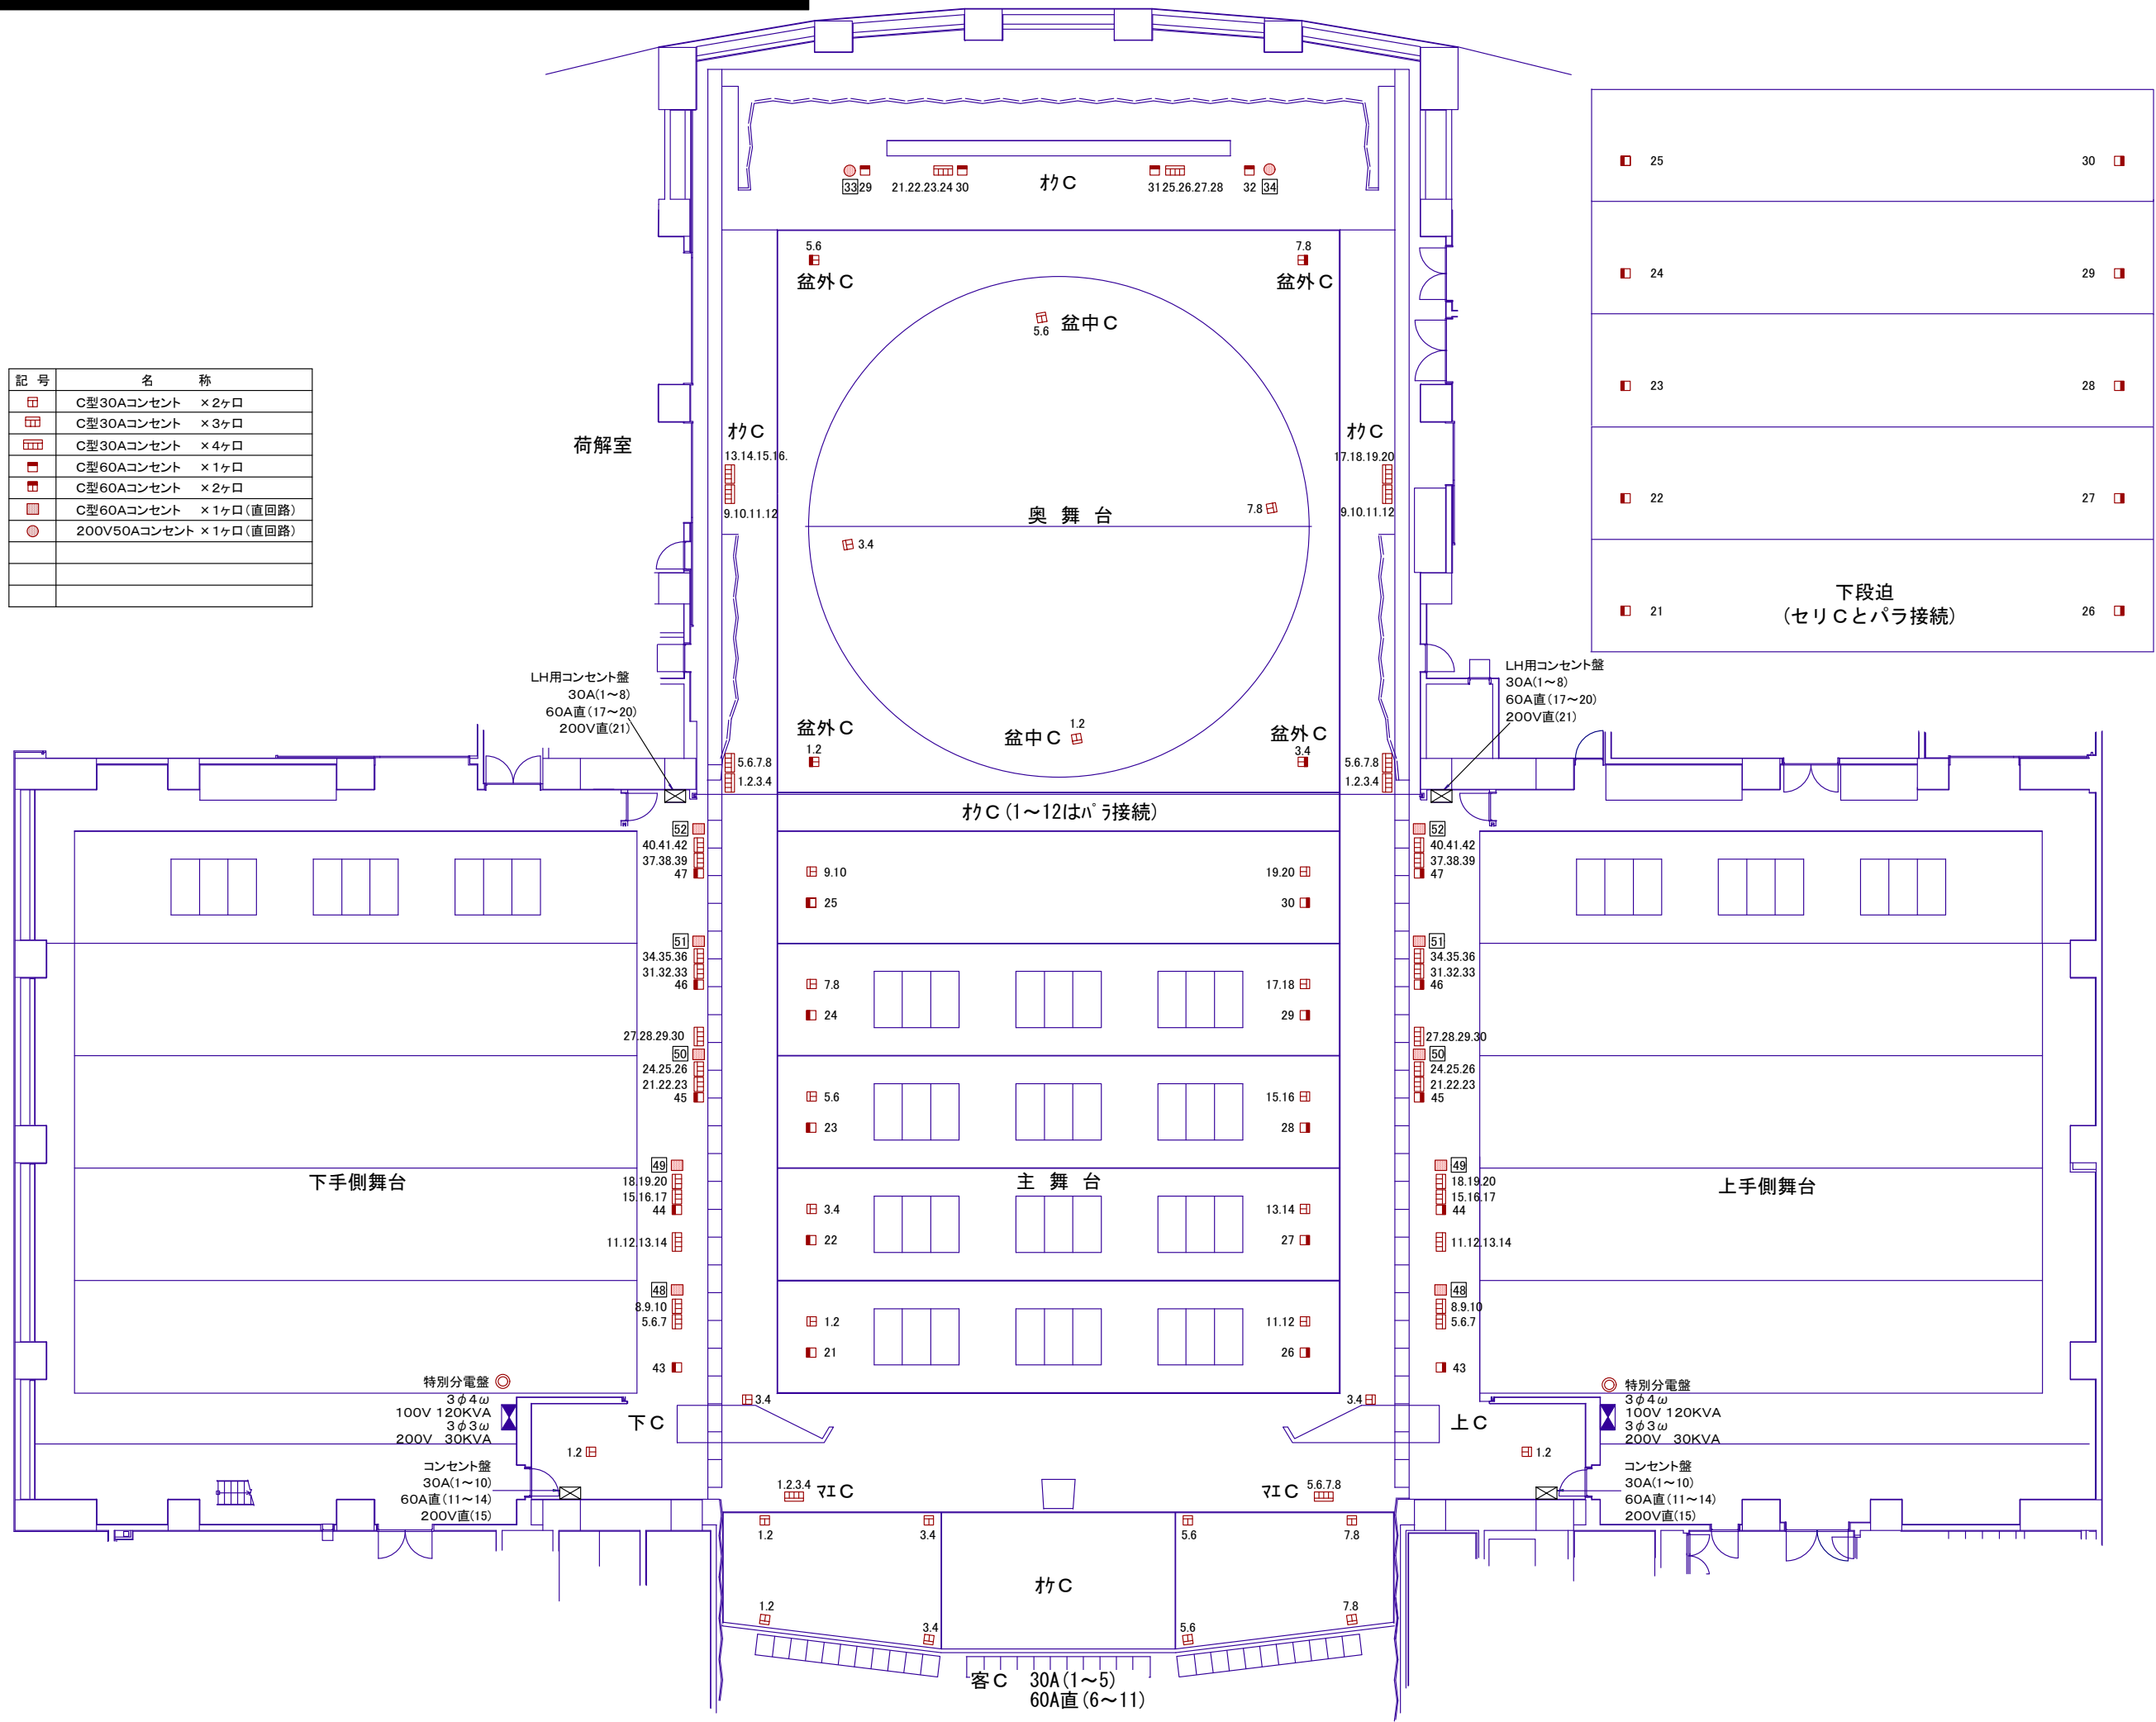 33 29
21.22.23.24 30
ｵｸC
31 25.26.27.28
32 34
5.6
盆外C
7.8
盆外C
5.6
盆中C
25
30
24
29
23
28
22
27
21
26
下段迫
(セリCとパラ接続)
記 号 名 称
C型30Aコンセント ×2ヶ口
C型30Aコンセント ×3ヶ口
C型30Aコンセント ×4ヶ口
C型60Aコンセント ×1ヶ口
C型60Aコンセント ×2ヶ口
C型60Aコンセント ×1ヶ口(直回路)
200V50Aコンセント ×1ヶ口(直回路)
荷解室
ｵｸC
13.14.15.16.
9.10.11.12
ｵｸC
17.18.19.20
9.10.11.12
奥 舞 台
7.8
3.4
LH用コンセント盤
30A(1～8)
60A直(17～20)
200V直(21)
LH用コンセント盤
30A(1～8)
60A直(17～20)
200V直(21)
盆外C
1.2
盆中C
1.2
盆外C
3.4
5.6.7.8
1.2.3.4
5.6.7.8
1.2.3.4
ｵｸC(1～12はﾊﾟﾗ接続)
52
40.41.42
37.38.39
47
51
34.35.36
31.32.33
46
27.28.29.30
50
24.25.26
21.22.23
45
49
18.19.20
15.16.17
44
11.12.13.14
48
8.9.10
5.6.7
43
9.10
19.20
25
30
7.8
17.18
24
29
5.6
15.16
23
28
主 舞 台
3.4
13.14
22
27
1.2
11.12
21
26
52
40.41.42
37.38.39
47
51
34.35.36
31.32.33
46
27.28.29.30
50
24.25.26
21.22.23
45
49
18.19.20
15.16.17
44
11.12.13.14
48
8.9.10
5.6.7
43
下手側舞台
上手側舞台
特別分電盤
3φ4ω
100V 120KVA
3φ3ω
200V 30KVA
コンセント盤
30A(1～10)
60A直(11～14)
200V直(15)
下C
1.2
3.4
3.4
上C
1.2
特別分電盤
3φ4ω
100V 120KVA
3φ3ω
200V 30KVA
コンセント盤
30A(1～10)
60A直(11～14)
200V直(15)
1.2.3.4 ﾏｴC
ﾏｴC 5.6.7.8
1.2
3.4
5.6
7.8
ｵｹC
1.2
3.4
5.6
7.8
客C 30A(1～5)
60A直(6～11)